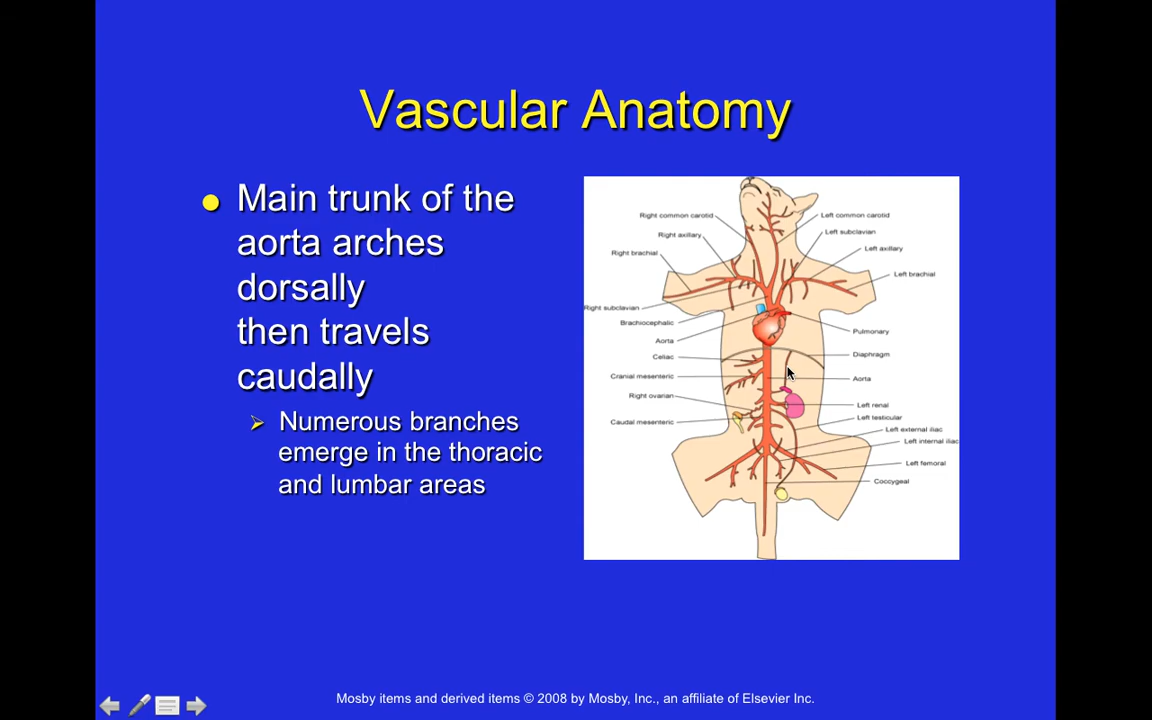 Vascular Anatomy
Main trunk of the
aorta arches
dorsally
then travels
caudally
Numerous branches
emerge in the thoracic
and lumbar areas
Right common carotid
Right axillary
Right brachial
Right subclavian
Brachiocephalic
Aorta
Celiac
Cranial mesenteric
Right ovarian
Caudal mesenteric
Left common carotid
Left subclavian
Left axillary
Left brachial
Pulmonary
Diaphragm
Aorta
Left renal
Left testicular
Left external iliac
Left internal iliac
Left femoral
Coccygeal
Mosby items and derived items © 2008 by Mosby, Inc., an affiliate of Elsevier Inc.